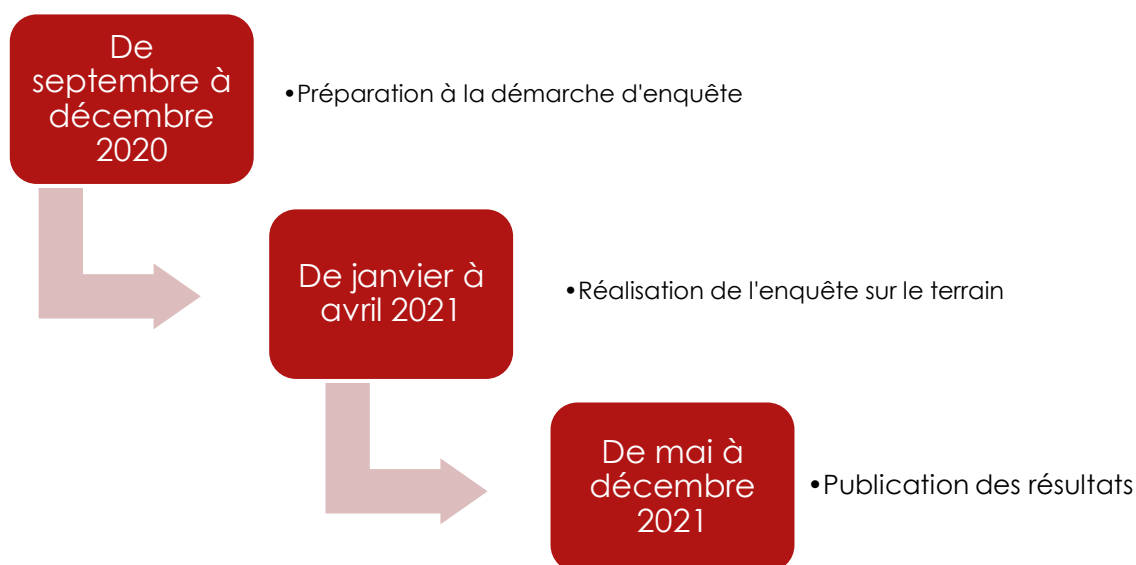 De
septembre à
décembre
2020
•Préparation à la démarche d'enquête
De janvier à
avril 2021
•Réalisation de l'enquête sur le terrain
De mai à
décembre
2021
•Publication des résultats